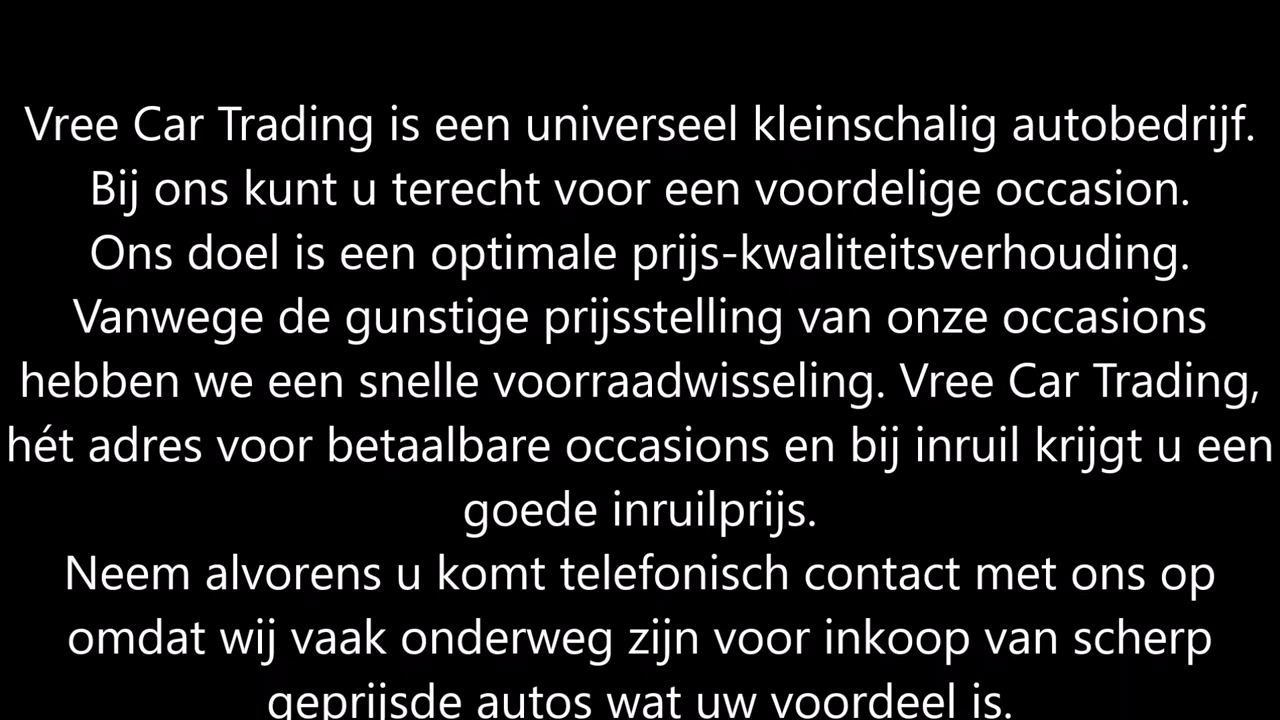 Vree Car Trading is een universeel kleinschalig autobedrijf.
Bij ons kunt u terecht voor een voordelige occasion.
Ons doel is een optimale prijs-kwaliteitsverhouding.
Vanwege de gunstige prijsstelling van onze occasions
hebben we een snelle voorraadwisseling. Vree Car Trading,
hét adres voor betaalbare occasions en bij inruil krijgt u een
goede inruilprijs.
Neem alvorens u komt telefonisch contact met ons op
omdat wij vaak onderweg zijn voor inkoop van scherp
geprijsde autos wat uw voordeel is.